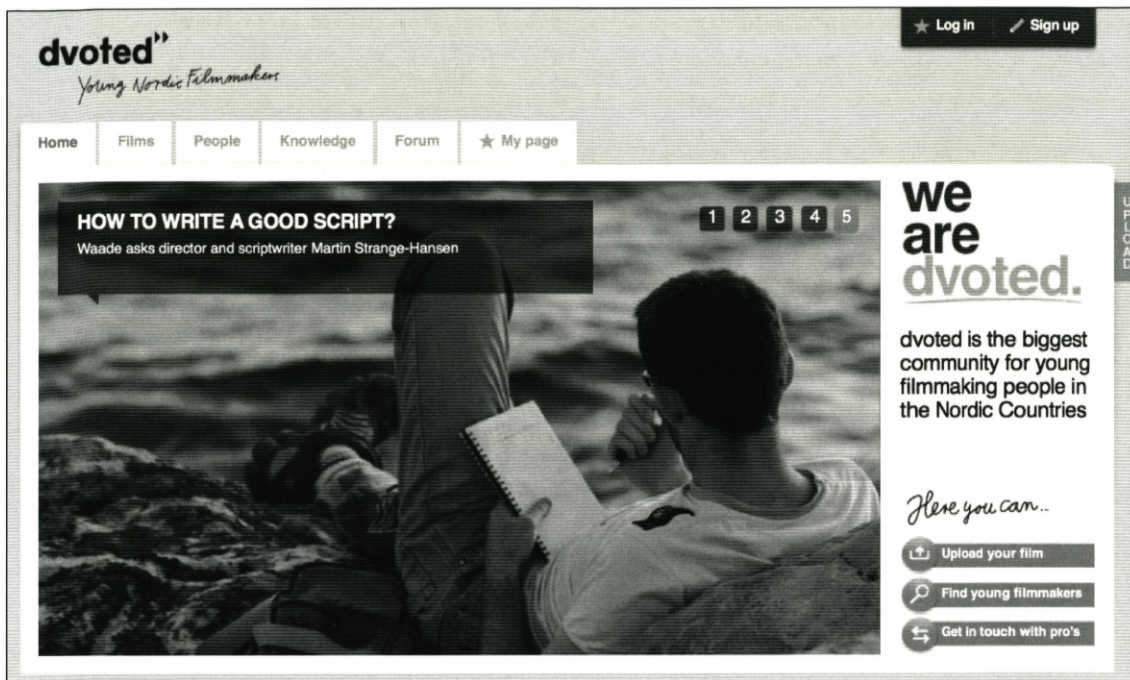 dvoted
Young Nordic Filmmakers
Log in
Sign up
Home
Films
People
Knowledge
Forum
My page
HOW TO WRITE A GOOD SCRIPT?
Waade asks director and scriptwriter Martin Strange-Hansen
1 2 3 4 5
we
are
dvoted.
UPLOAD
dvoted is the biggest
community for young
filmmaking people in
the Nordic Countries
Here you can...
Upload your film
Find young filmmakers
Get in touch with pro's